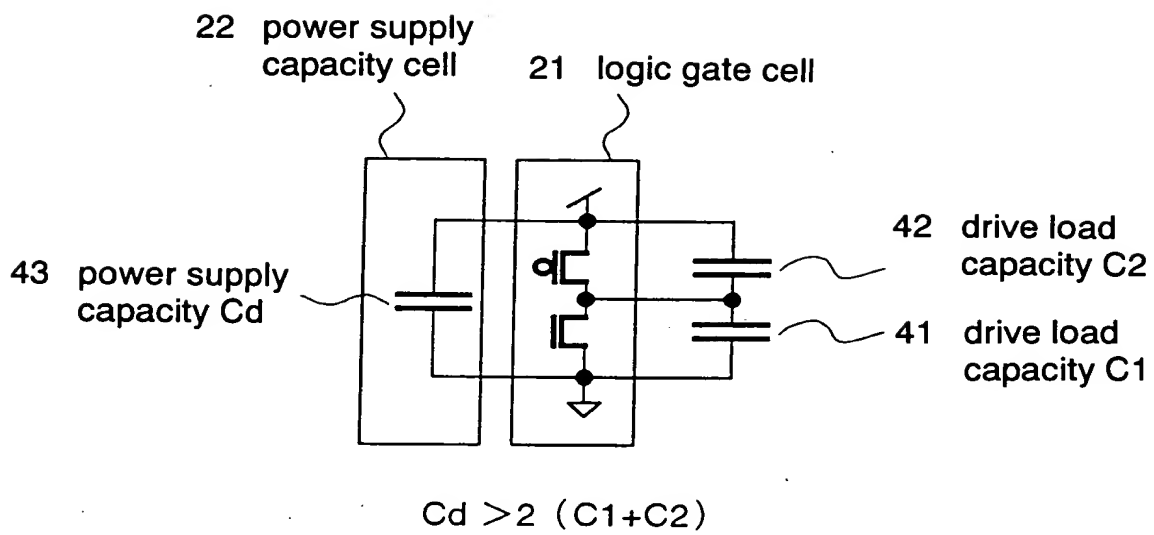 22 power supply
capacity cell
21 logic gate cell
42 drive load
capacity C2
43 power supply
capacity Cd
41 drive load
capacity C1
Cd >2 (C1+C2)